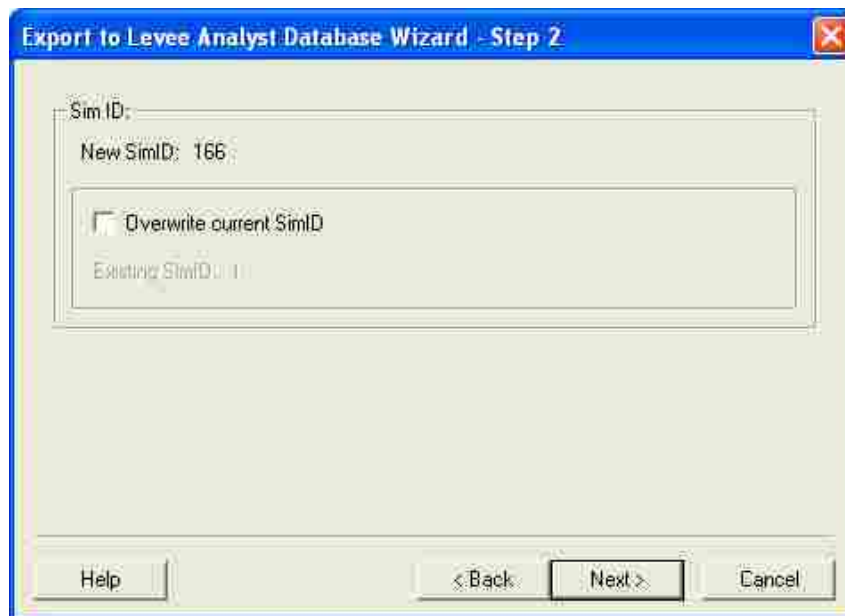 Export to Levee Analyst Database Wizard - Step 2
Sim ID:
New SimID: 166
Overwrite current SimID
Existing SimID: 1
Help
< Back
Next >
Cancel